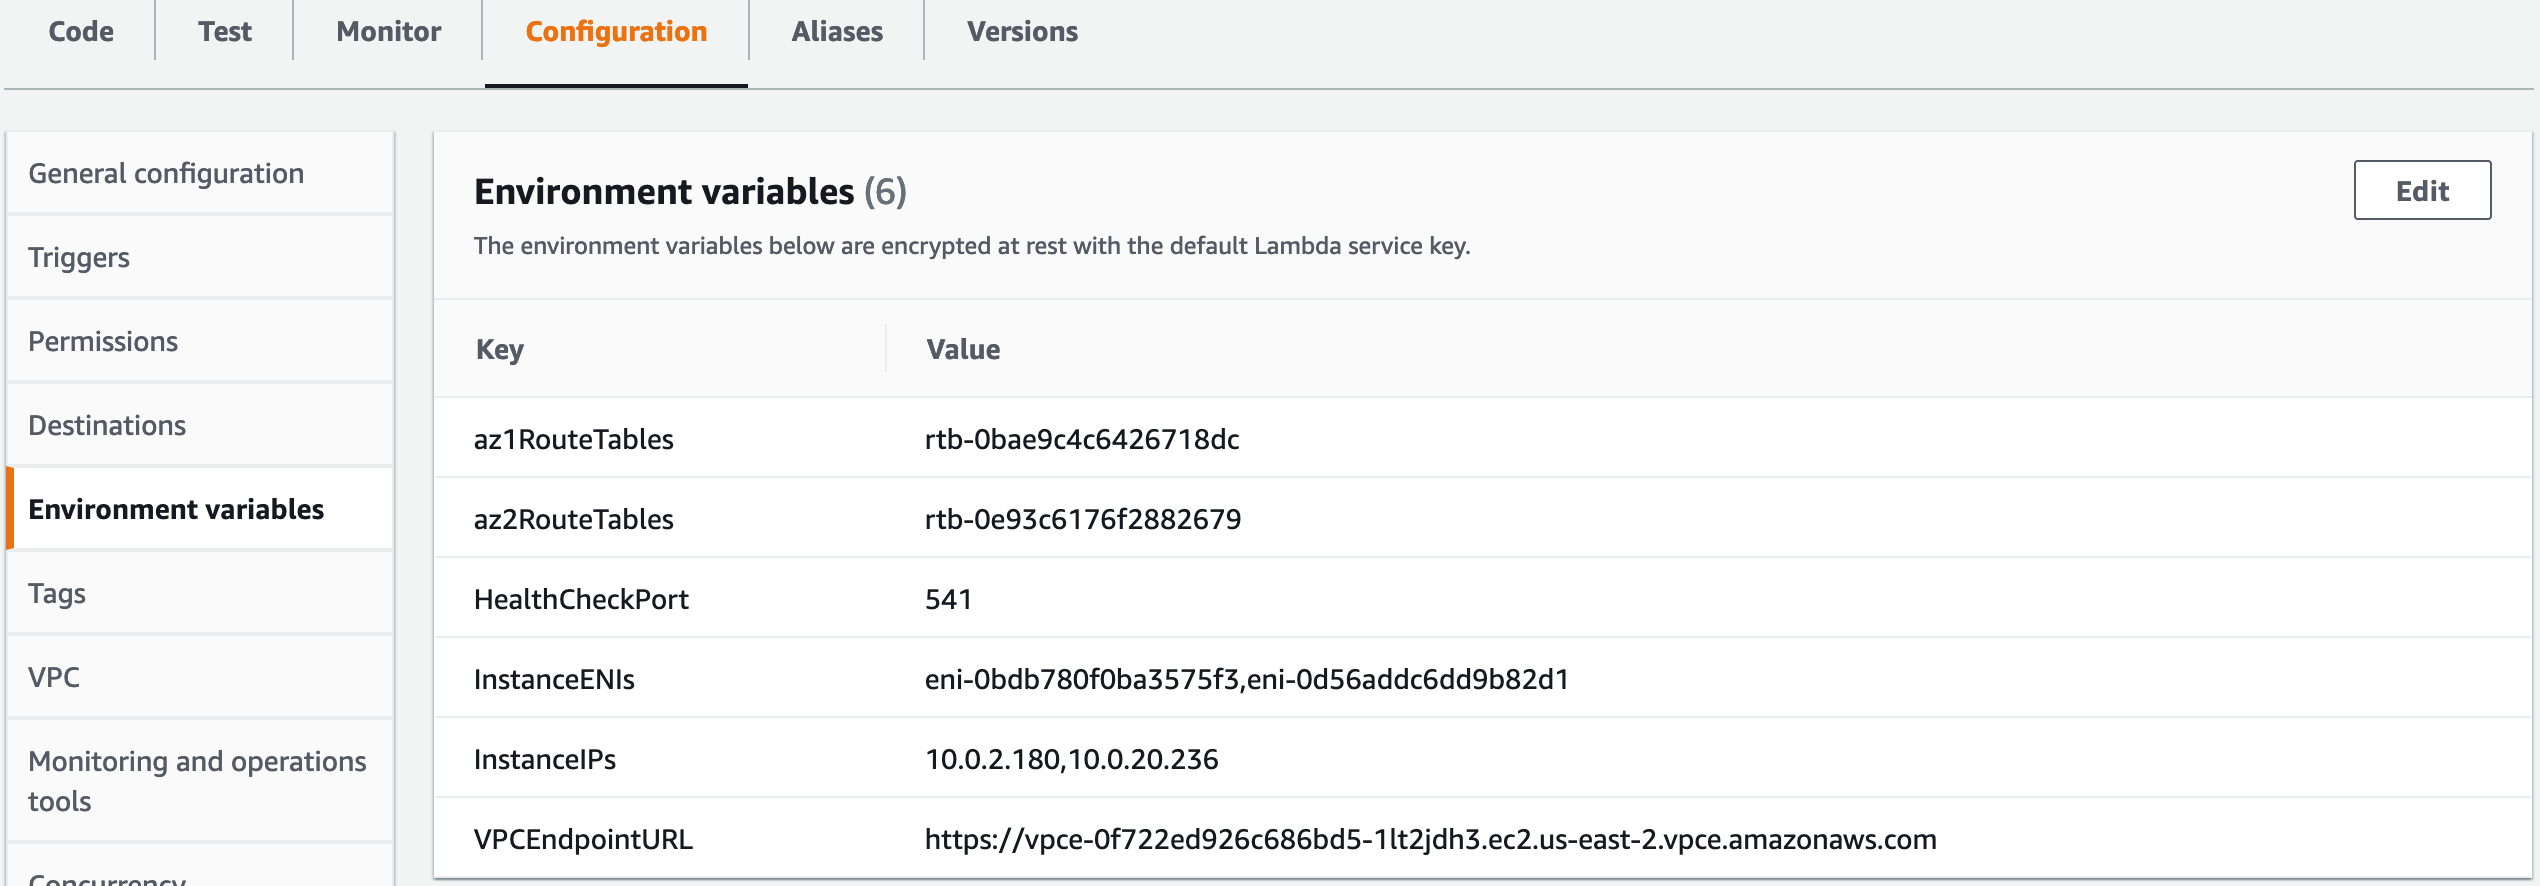 Code
Test
Monitor
Configuration
Aliases
Versions
General configuration
Triggers
Permissions
Destinations
Environment variables
Tags
VPC
Monitoring and operations
tools
Concurrency
Environment variables (6)
Edit
The environment variables below are encrypted at rest with the default Lambda service key.
Key Value
az1RouteTables rtb-0bae9c4c6426718dc
az2RouteTables rtb-0e93c6176f2882679
HealthCheckPort 541
InstanceENIs eni-0bdb780f0ba3575f3,eni-0d56addc6dd9b82d1
InstanceIPs 10.0.2.180,10.0.20.236
VPCEndpointURL https://vpce-0f722ed926c686bd5-1lt2jdh3.ec2.us-east-2.vpce.amazonaws.com